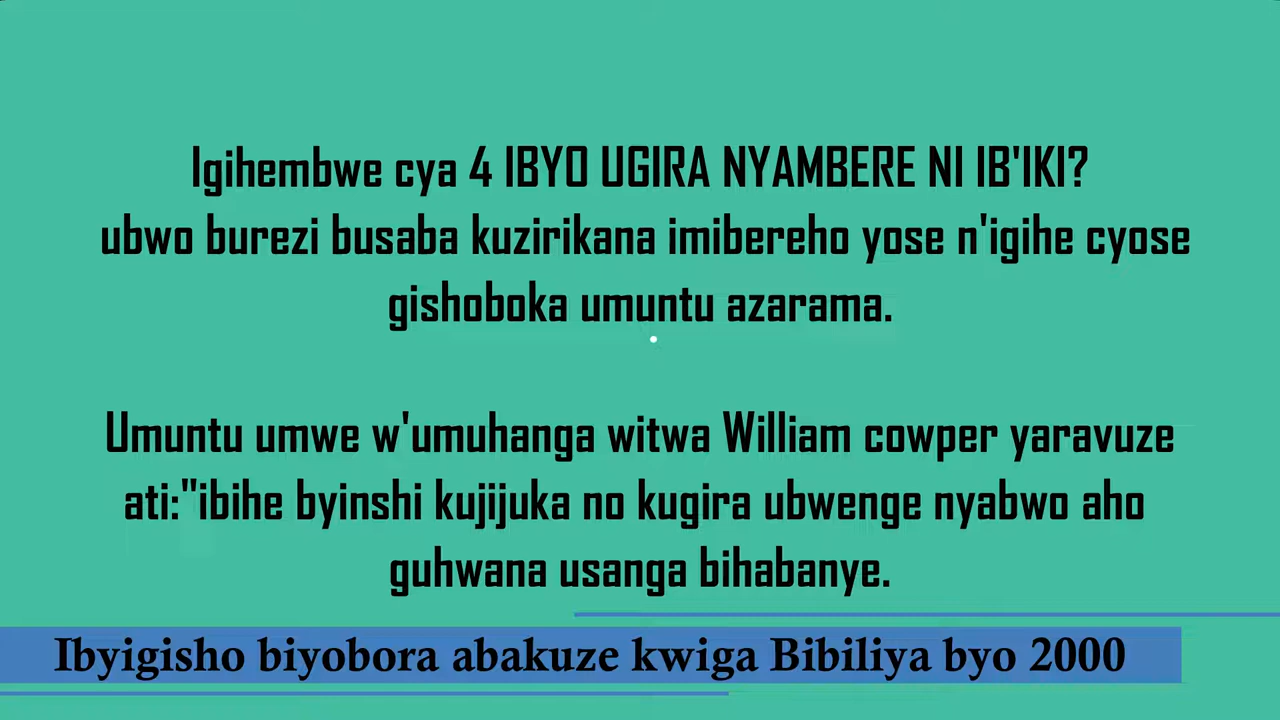 Igihembwe cya 4 IBYO UGIRA NYAMBERE NI IB'IKI?
ubwo burezi busaba kuzirikana imibereho yose n'igihe cyose
gishoboka umuntu azarama.
Umuntu umwe w'umuhanga witwa William cowper yaravuze
ati:"ibihe byinshi kujijuka no kugira ubwenge nyabwo aho
guhwana usanga bihabanye.
Ibyigisho biyobora abakuze kwiga Bibiliya byo 2000